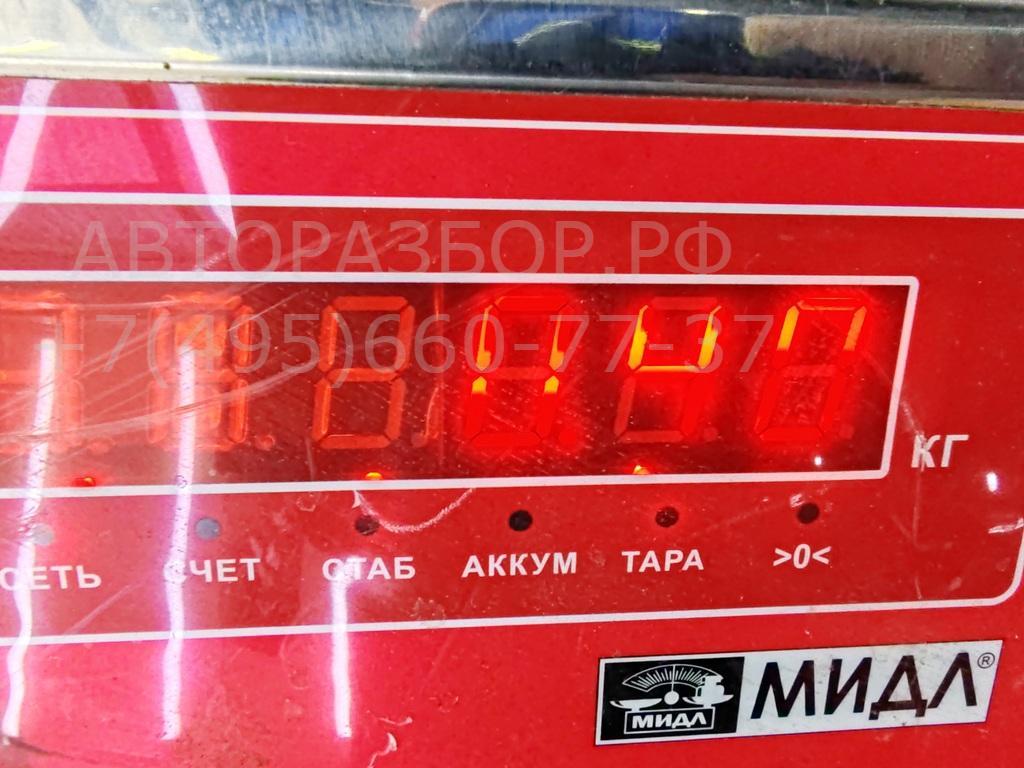 АВТОРАЗБОР.РФ
+7(495)660-77-37
КГ
СЕТЬ СЧЕТ СТАБ АККУМ ТАРА >0<
МИДЛ МИДЛ®